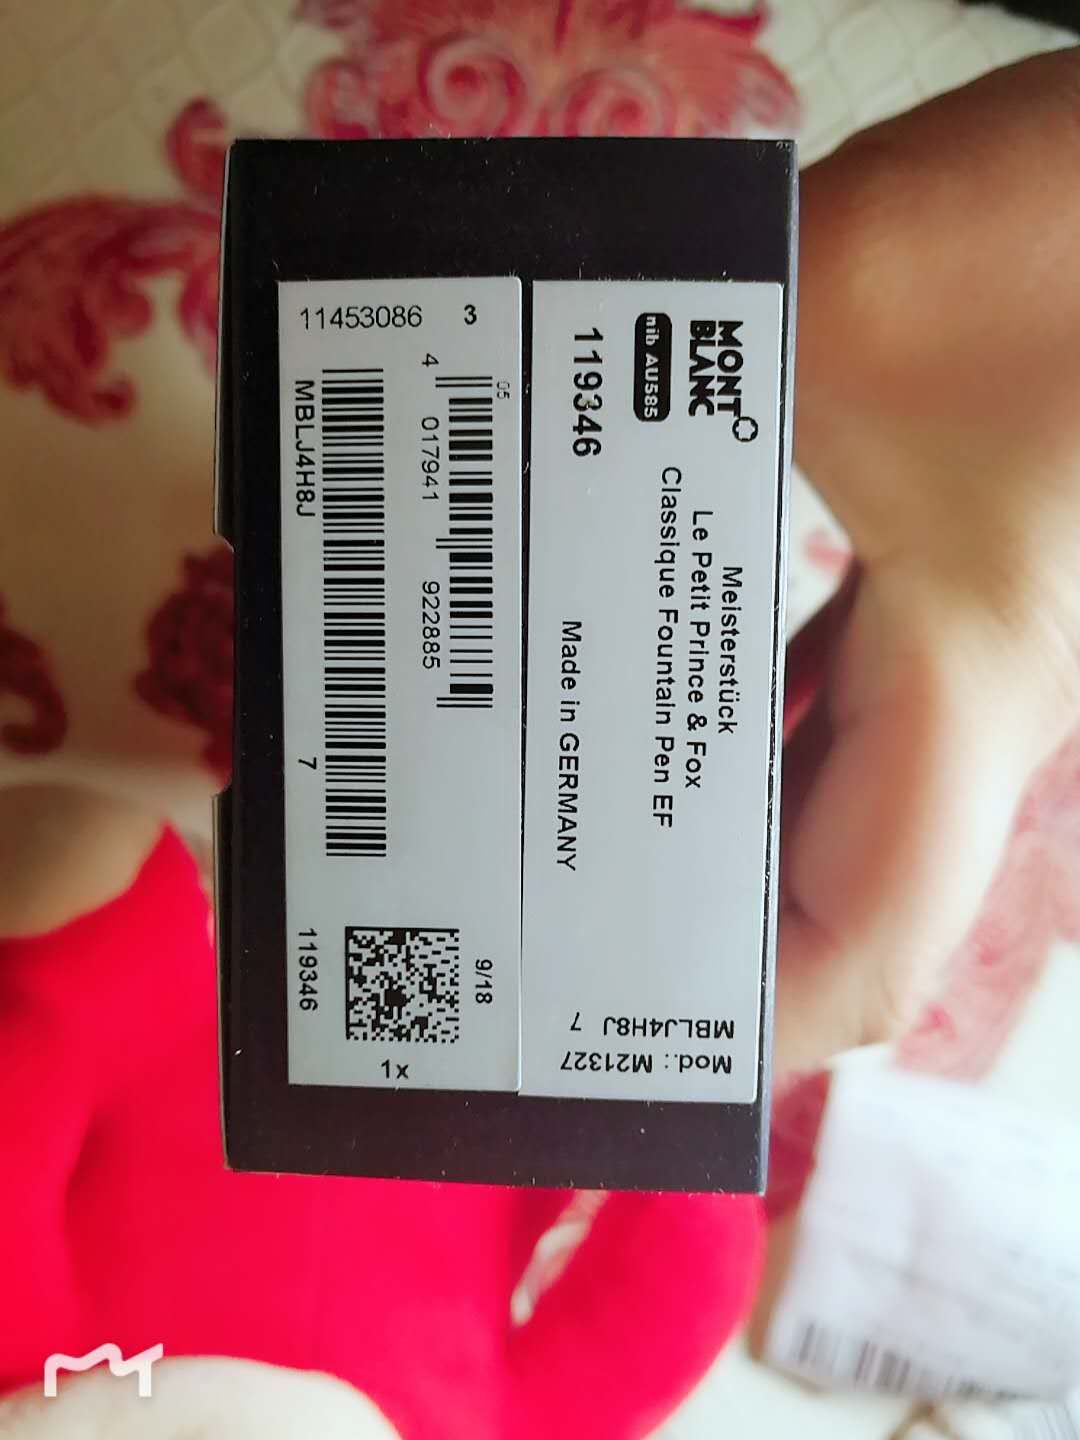 MONT
BLANC
Meisterstück
Le Petit Prince & Fox
Classique Fountain Pen EF
nib AU585
119346
Made in GERMANY
Mod.: M21327
MBLJ4H8J 7
05
4 017941 922885
11453086 3
MBLJ4H8J 7
9/18
1x
119346